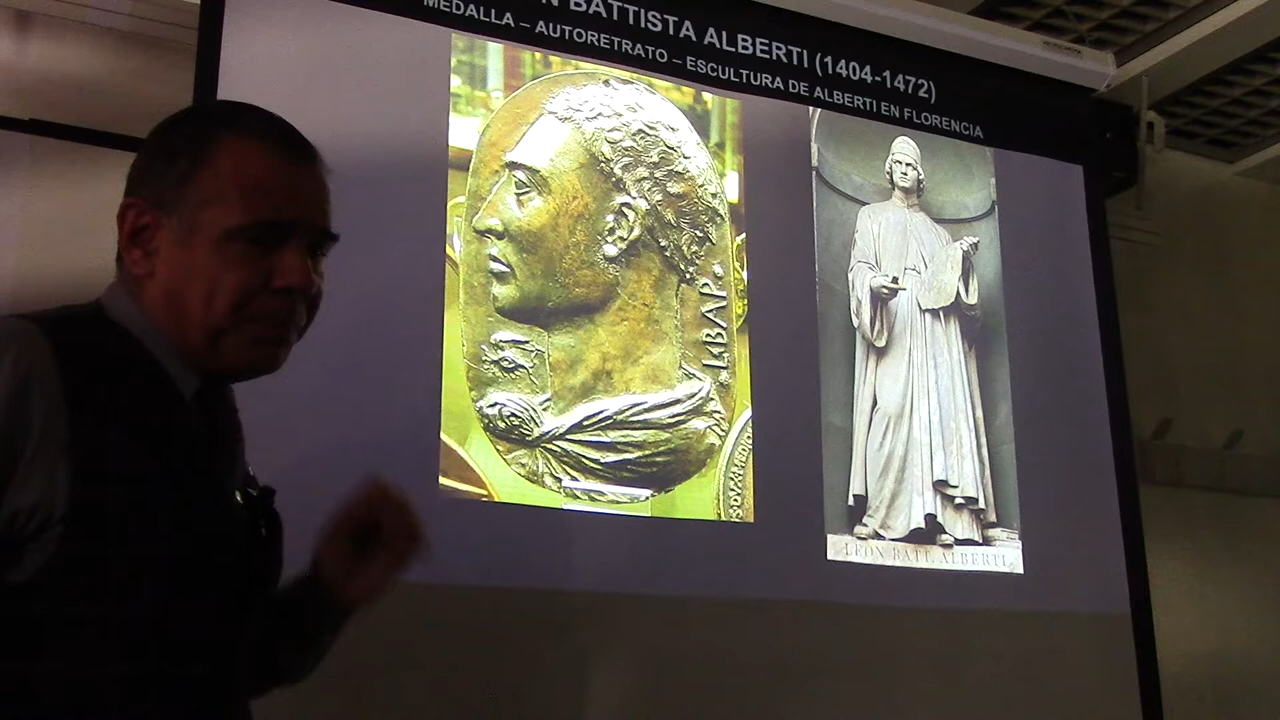 N BATTISTA ALBERTI (1404-1472)
MEDALLA – AUTORETRATO – ESCULTURA DE ALBERTI EN FLORENCIA
.L.BAP.
LEON BATT. ALBERTI